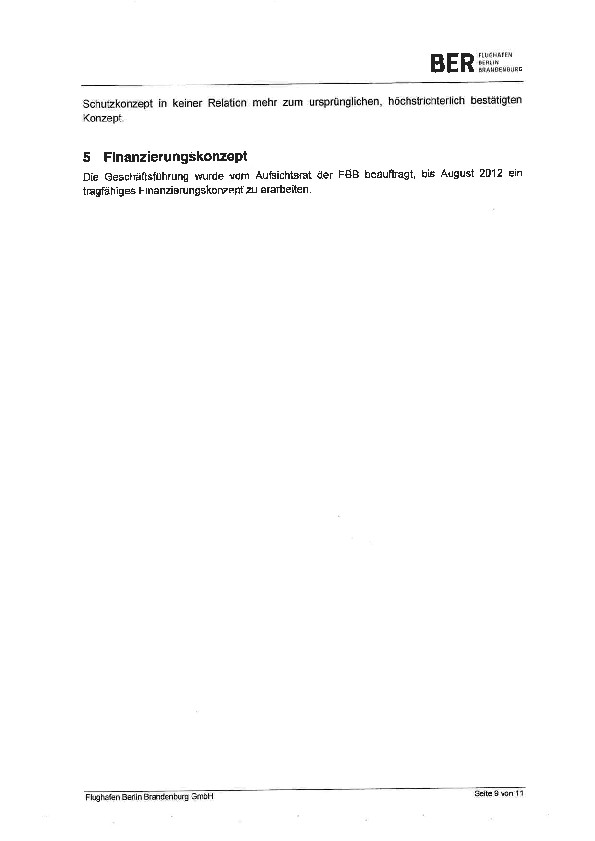 BER FLUGHAFEN
BERLIN
BRANDENBURG
Schutzkonzept in keiner Relation mehr zum ursprünglichen, höchstrichterlich bestätigten
Konzept.
5 Finanzierungskonzept
Die Geschäftsführung wurde vom Aufsichtsrat der FBB beauftragt, bis August 2012 ein
tragfähiges Finanzierungskonzept zu erarbeiten.
Flughafen Berlin Brandenburg GmbH
Seite 9 von 11